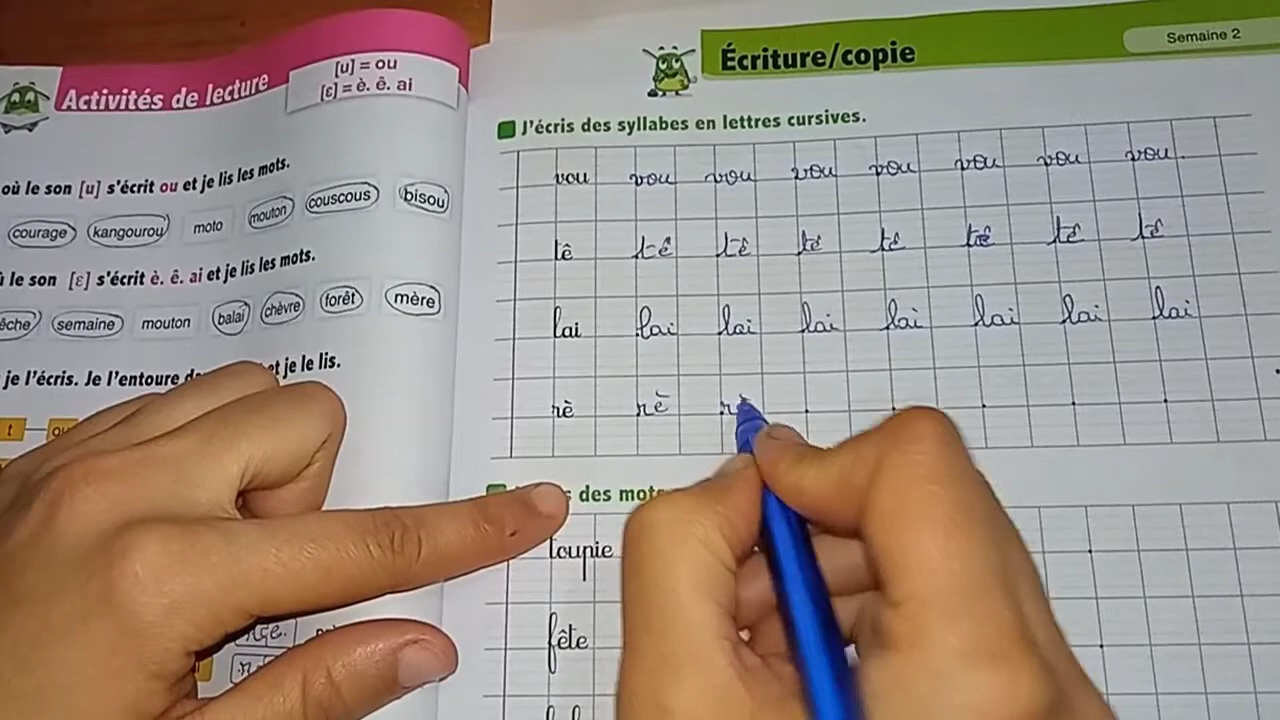 Activités de lecture
[u] = ou
[ε] = è. ê. ai
où le son [u] s'écrit ou et je lis les mots.
courage kangourou moto mouton couscous bisou
le son [ε] s'écrit è. ê. ai et je lis les mots.
semaine mouton balai chèvre forêt mère
je l'écris. Je l'entoure et je le lis.
t ou
Écriture/copie
Semaine 2
J'écris des syllabes en lettres cursives.
vou vou vou vou vou vou vou vou
tê tê tê tê tê tê tê tê
lai lai lai lai lai lai lai lai
rè rè rè
des mots
toupie
fête